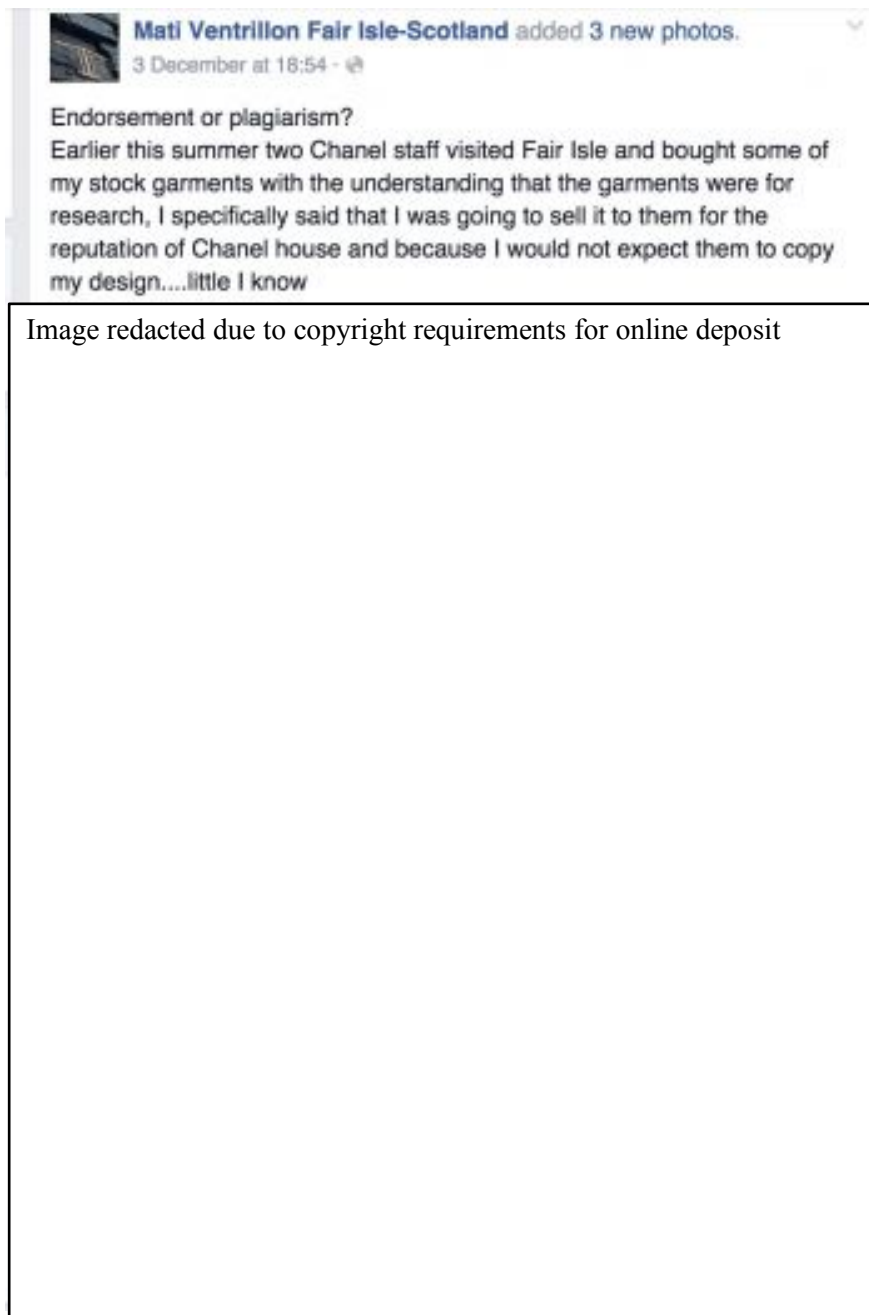 Mati Ventrillon Fair Isle-Scotland added 3 new photos.
3 December at 18:54 ·
Endorsement or plagiarism?
Earlier this summer two Chanel staff visited Fair Isle and bought some of
my stock garments with the understanding that the garments were for
research, I specifically said that I was going to sell it to them for the
reputation of Chanel house and because I would not expect them to copy
my design....little I know
Image redacted due to copyright requirements for online deposit